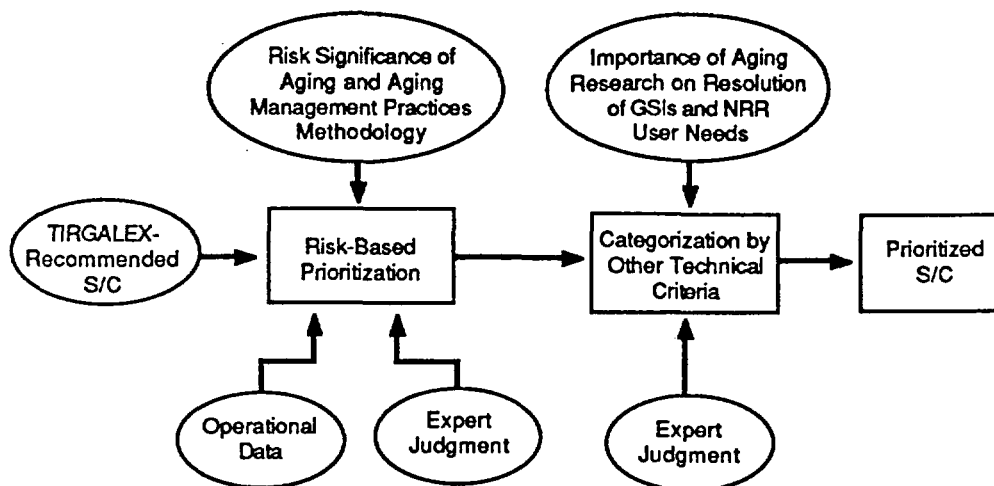 Risk Significance of
Aging and Aging
Management Practices
Methodology
Importance of Aging
Research on Resolution
of GSIs and NRR
User Needs
TIRGALEX-
Recommended
S/C
Risk-Based
Prioritization
Categorization by
Other Technical
Criteria
Prioritized
S/C
Operational
Data
Expert
Judgment
Expert
Judgment